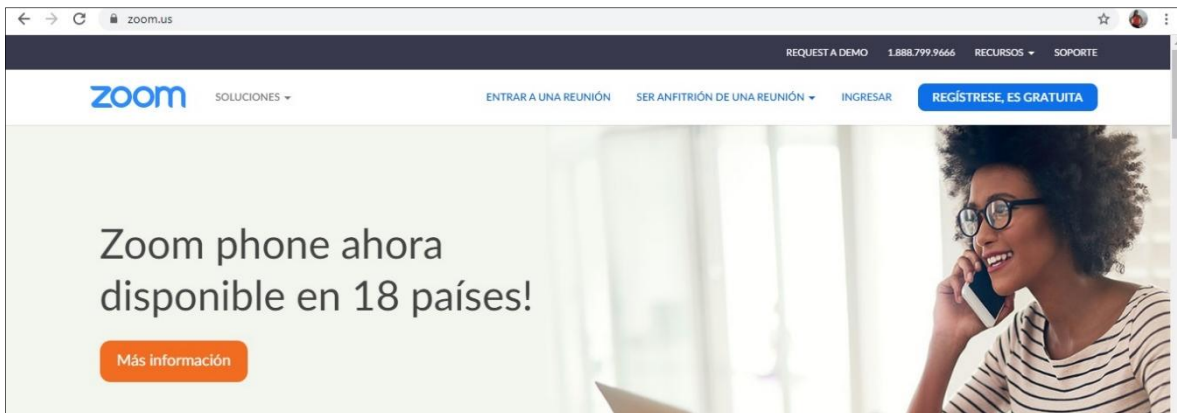 zoom.us
REQUEST A DEMO 1.888.799.9666 RECURSOS SOPORTE
zoom SOLUCIONES ENTRAR A UNA REUNIÓN SER ANFITRIÓN DE UNA REUNIÓN INGRESAR REGÍSTRESE, ES GRATUITA
Zoom phone ahora
disponible en 18 países!
Más información